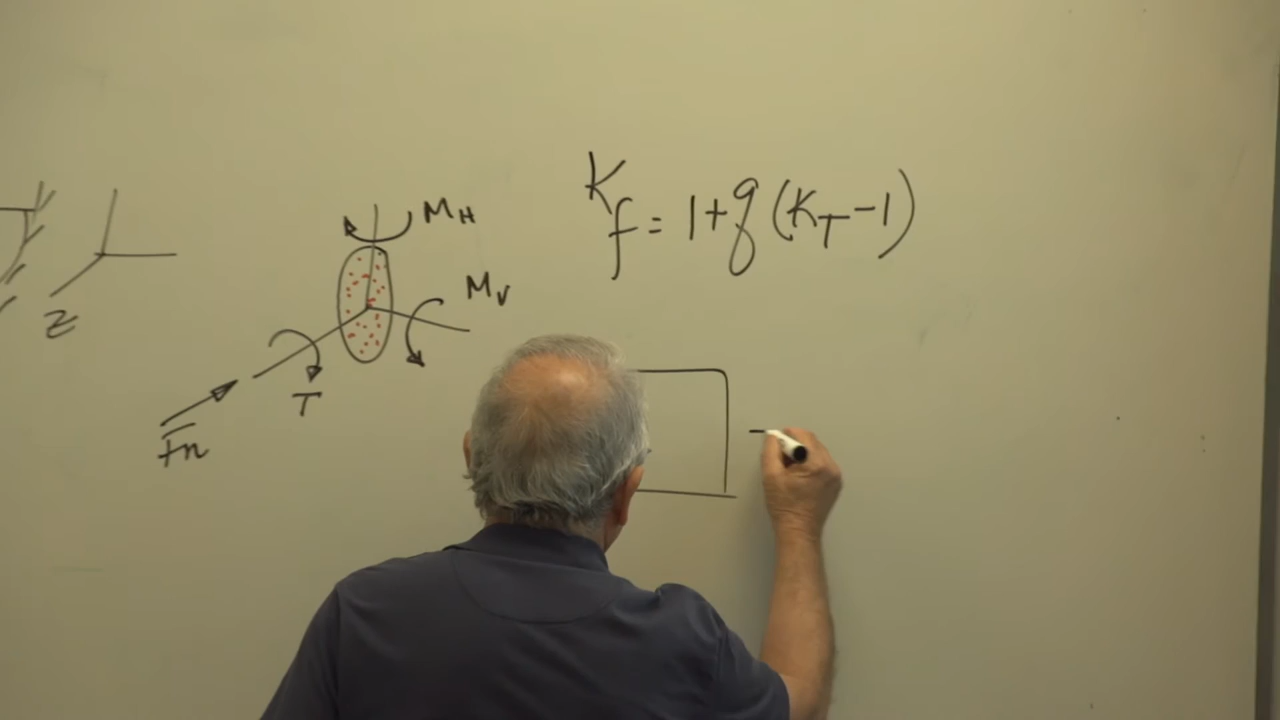 M_H
K_f = 1+q(K_T-1)
M_V
Z
T
Fn